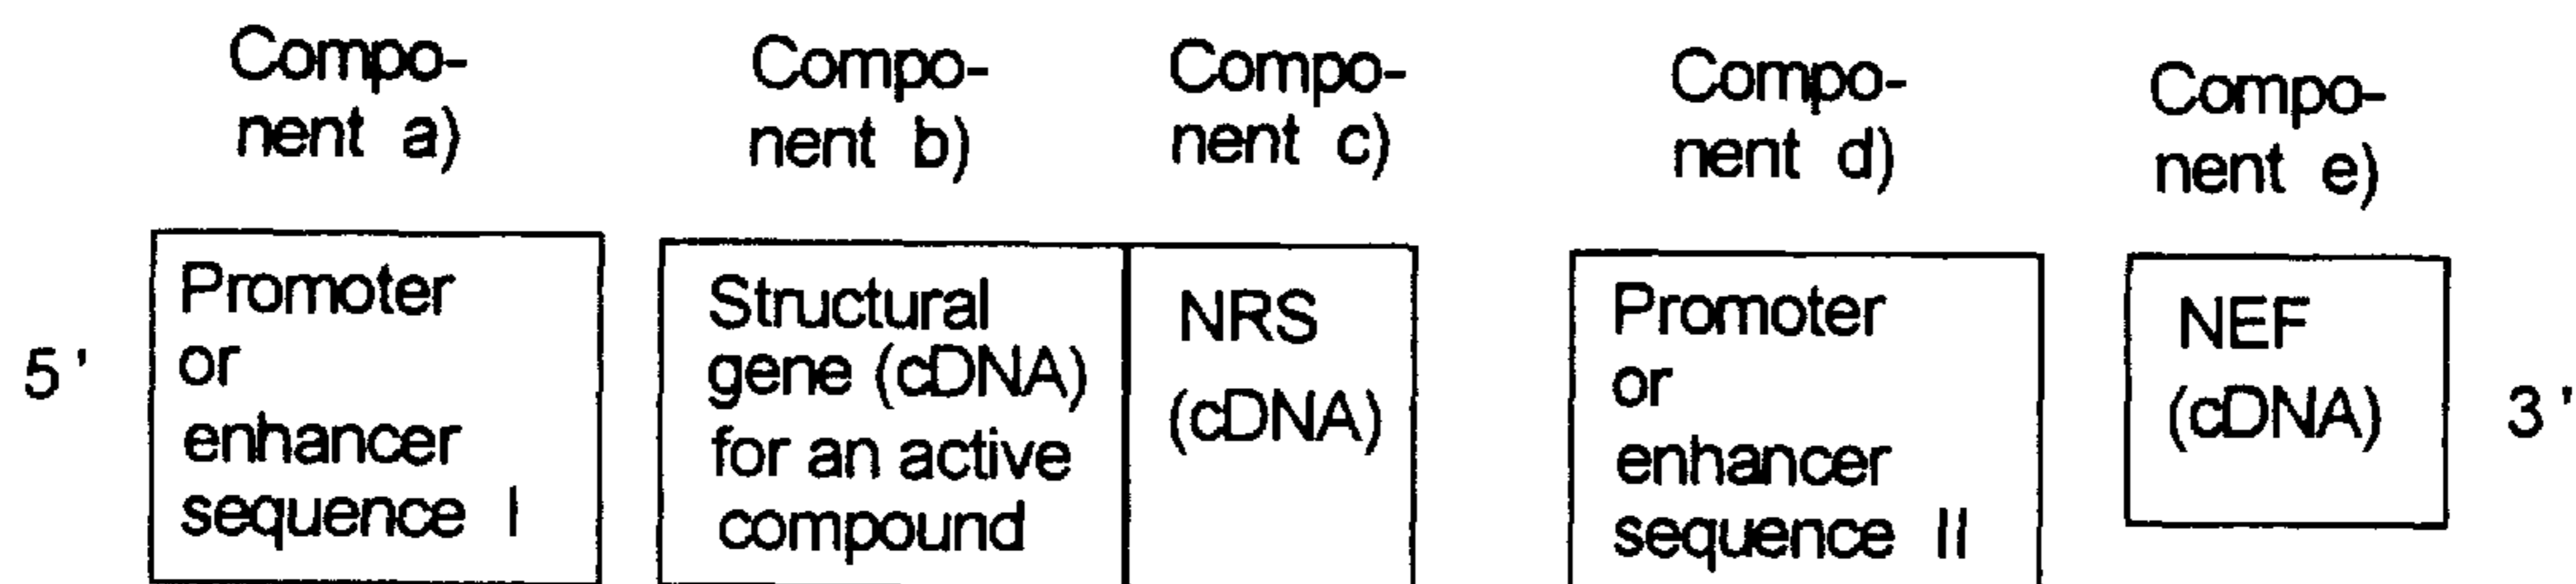 Compo-
nent a)
Compo-
nent b)
Compo-
nent c)
Compo-
nent d)
Compo-
nent e)
5'
Promoter
or
enhancer
sequence I
Structural
gene (cDNA)
for an active
compound
NRS
(cDNA)
Promoter
or
enhancer
sequence II
NEF
(cDNA)
3'